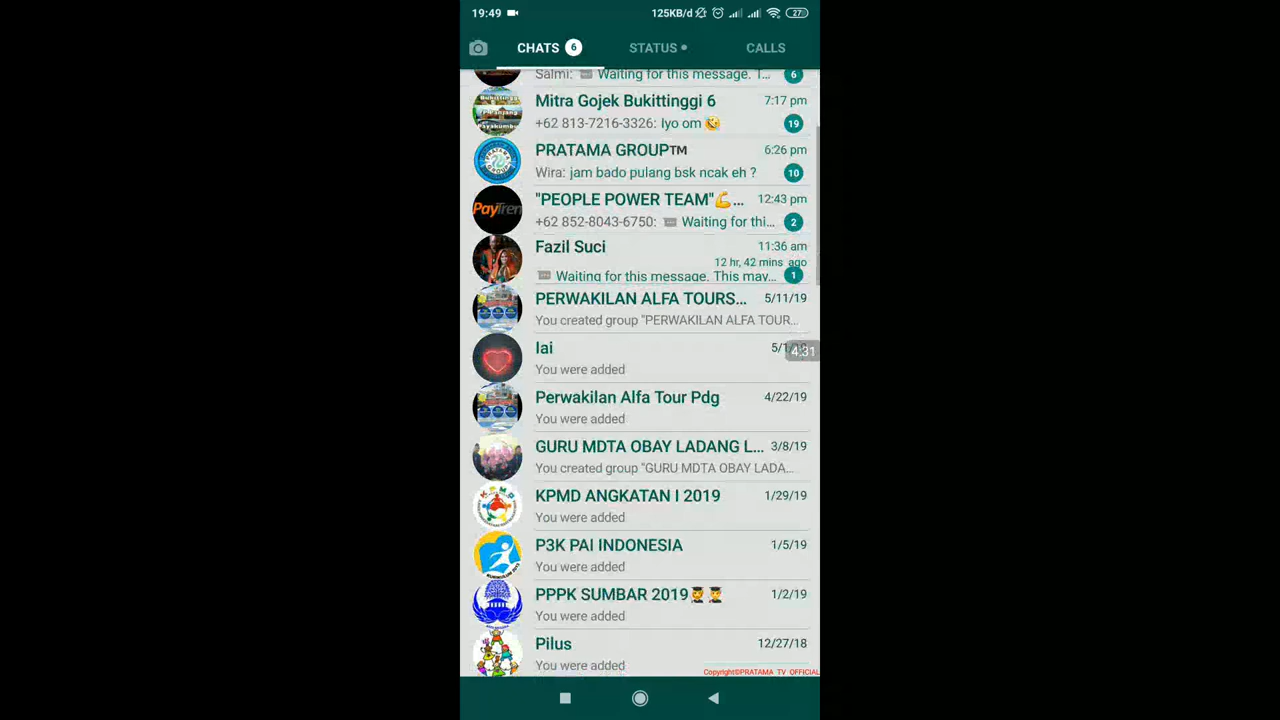 19:49
125KB/d
27
CHATS 6
STATUS
CALLS
Salmi: Waiting for this message. T...
6
Mitra Gojek Bukittinggi 6
7:17 pm
+62 813-7216-3326: Iyo om 🤣
19
PRATAMA GROUP™
6:26 pm
Wira: jam bado pulang bsk ncak eh ?
10
"PEOPLE POWER TEAM"💪...
12:43 pm
+62 852-8043-6750: Waiting for thi...
2
PayTren
Fazil Suci
11:36 am
12 hr, 42 mins ago
Waiting for this message. This may...
1
PERWAKILAN ALFA TOURS...
5/11/19
You created group "PERWAKILAN ALFA TOUR...
Iai
4:31
You were added
Perwakilan Alfa Tour Pdg
4/22/19
You were added
GURU MDTA OBAY LADANG L...
3/8/19
You created group "GURU MDTA OBAY LADA...
KPMD ANGKATAN I 2019
1/29/19
You were added
P3K PAI INDONESIA
1/5/19
You were added
PPPK SUMBAR 2019👩‍🎓👨‍🎓
1/2/19
You were added
Pilus
12/27/18
You were added
Copyright©PRATAMA TV OFFICIAL